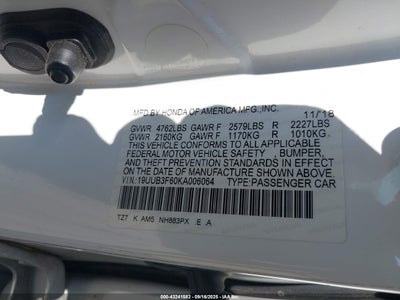 MFD.BY HONDA OF AMERICA MFG.,INC. 11/18
GVWR 4762LBS GAWR F 2579LBS R 2227LBS
GVWR 2160KG GAWR F 1170KG R 1010KG
THIS VEHICLE CONFORMS TO ALL APPLICABLE
FEDERAL MOTOR VEHICLE SAFETY, BUMPER,
AND THEFT PREVENTION STANDARDS IN EFFECT
ON THE DATE OF MANUFACTURE SHOWN ABOVE.
VIN:19UUB3F60KA006064 TYPE:PASSENGER CAR
TZ7 K AM5 NH883PX E A
ID - 43241582 - 09/16/2025 - IAA Inc.